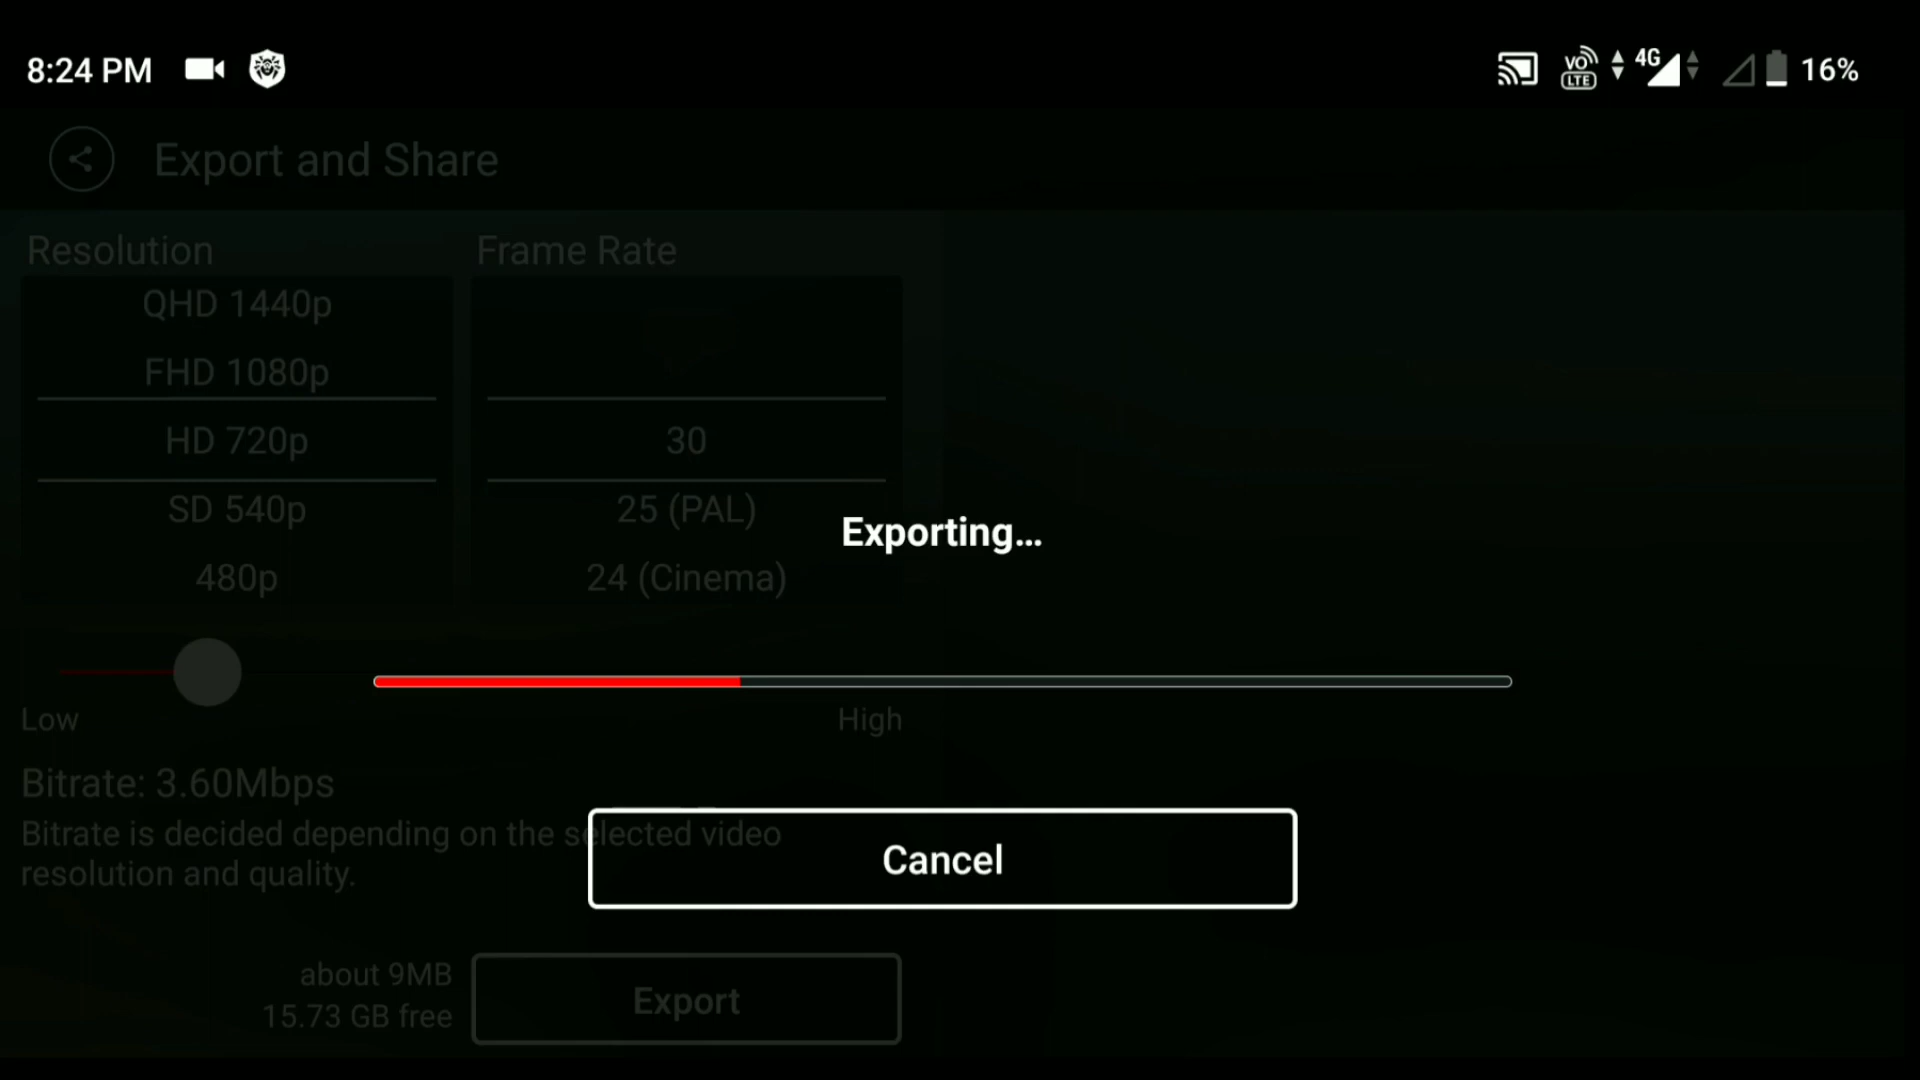 8:24 PM
VO LTE 4G 16%
Export and Share
Resolution Frame Rate
QHD 1440p
FHD 1080p
HD 720p 30
SD 540p 25 (PAL)
480p 24 (Cinema)
Exporting...
Low High
Bitrate: 3.60Mbps
Bitrate is decided depending on the selected video
resolution and quality.
Cancel
about 9MB
15.73 GB free
Export